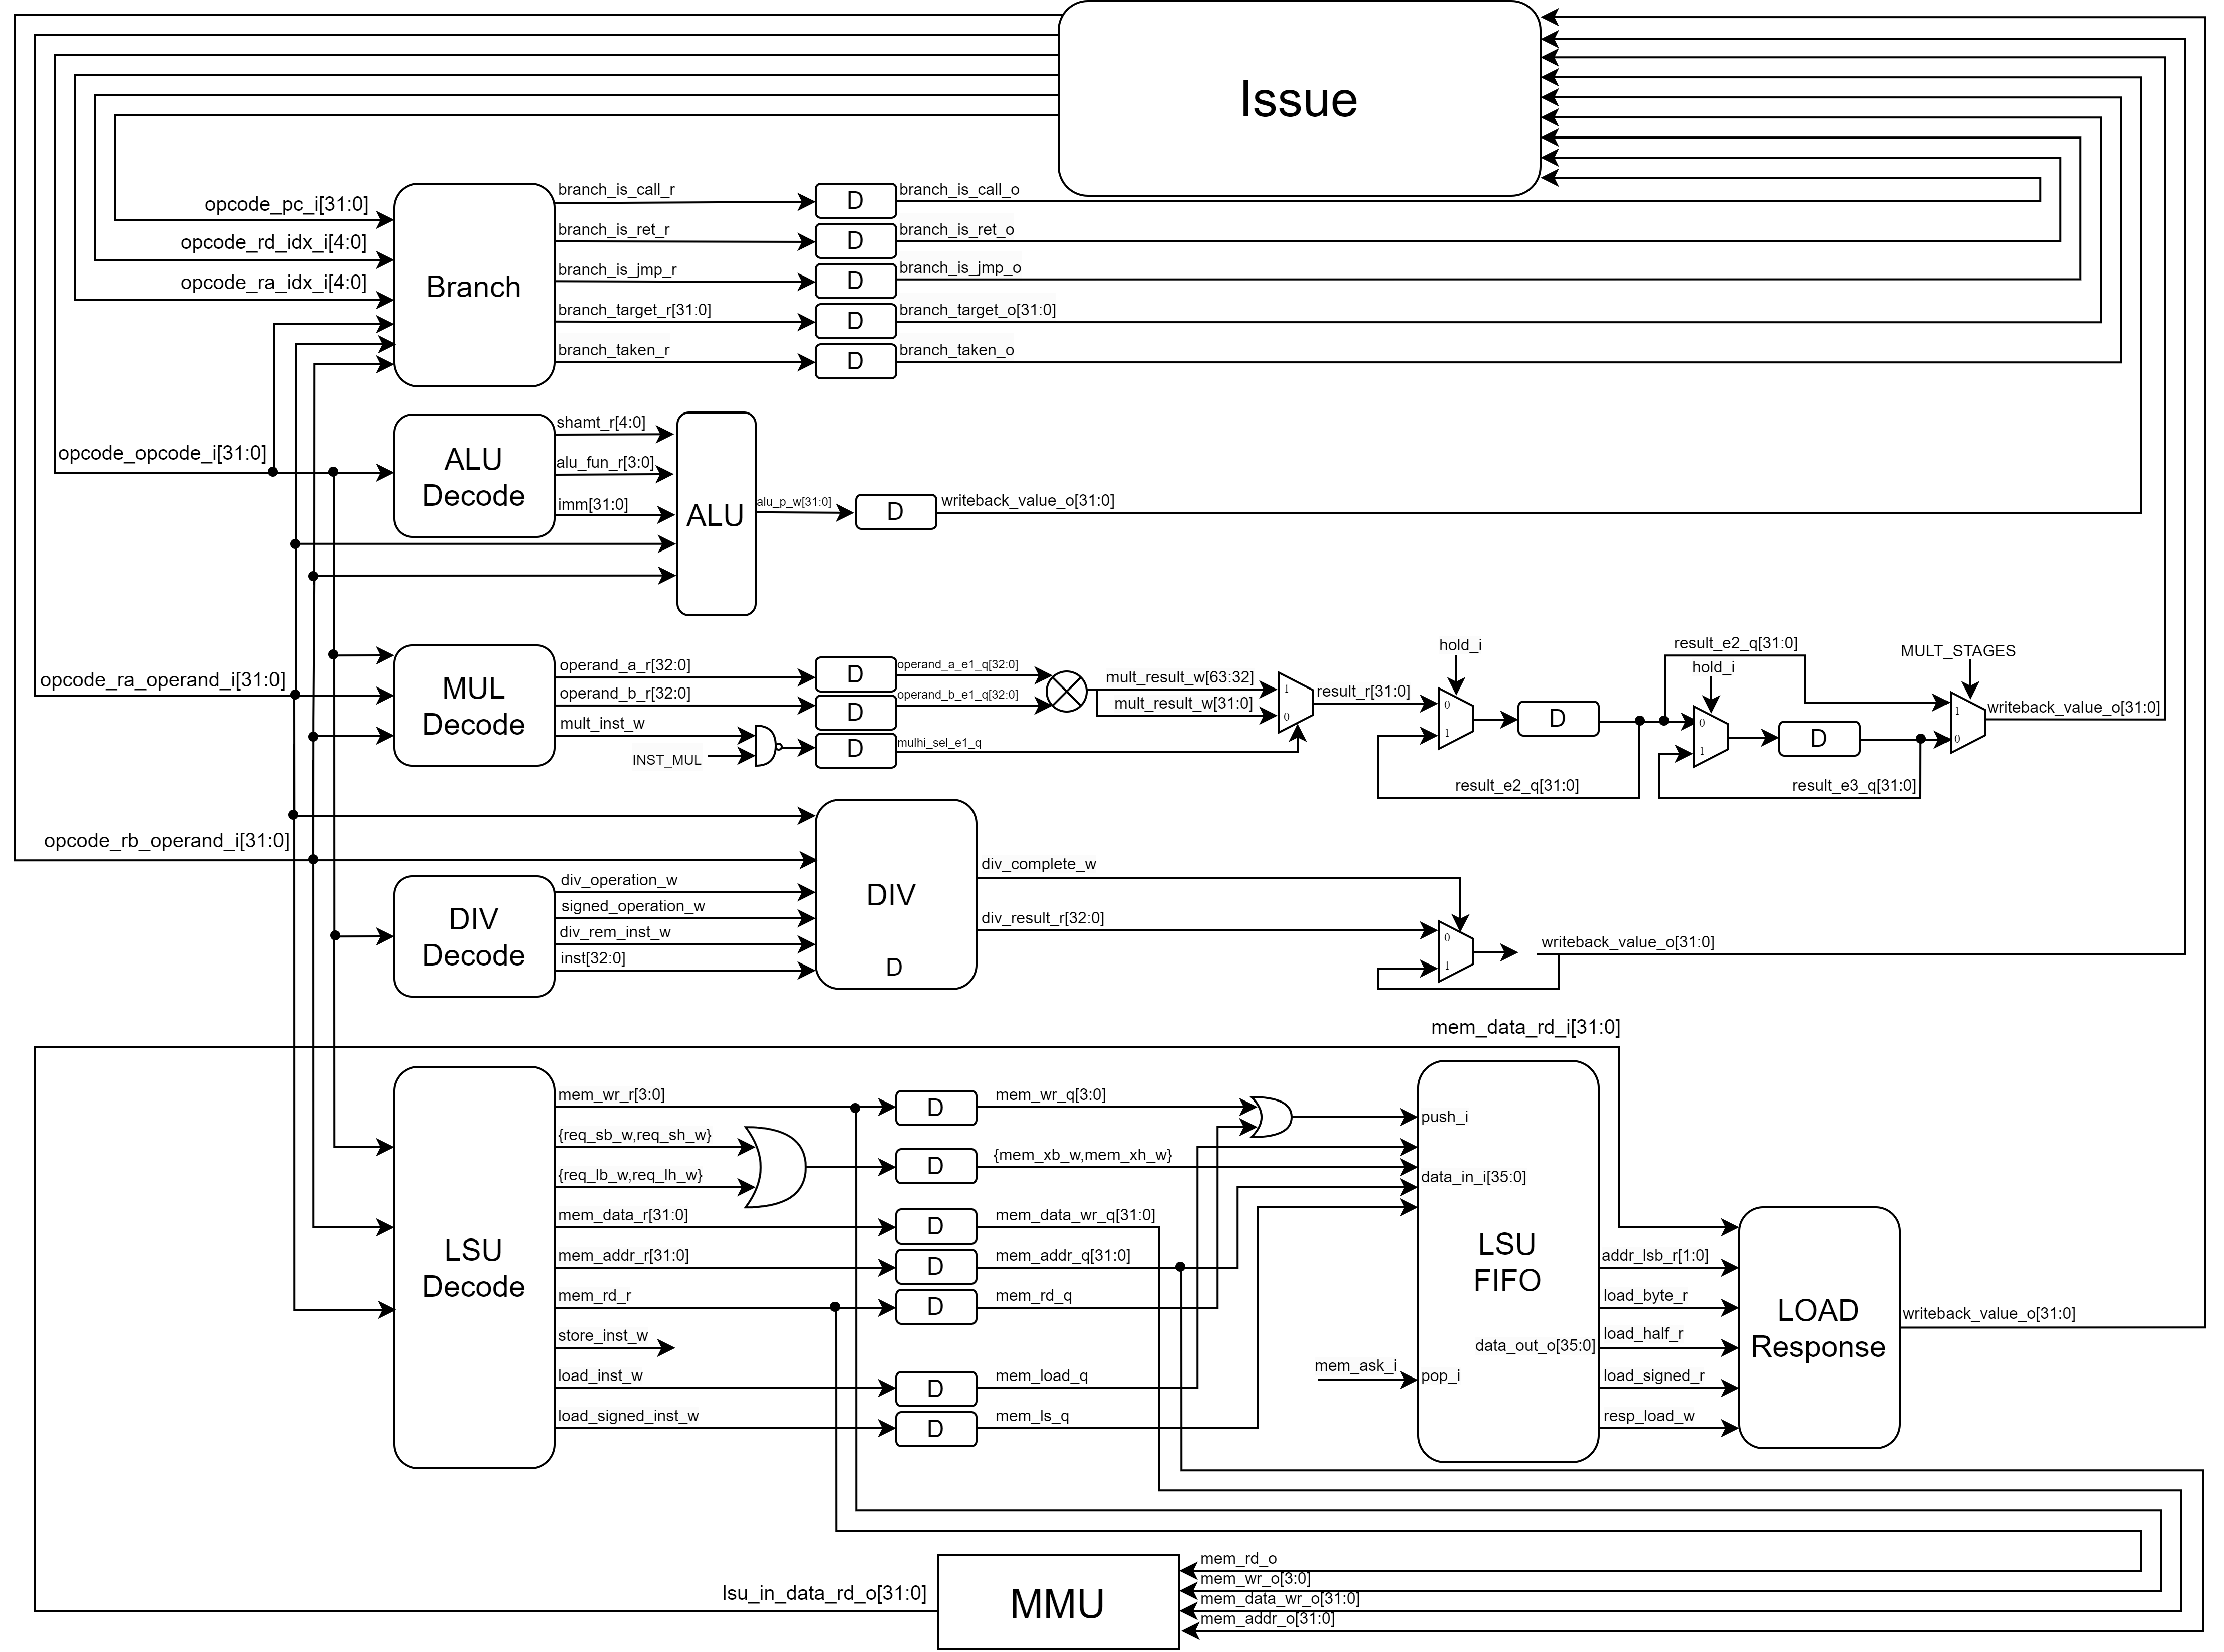 Issue
opcode_pc_i[31:0]
opcode_rd_idx_i[4:0]
opcode_ra_idx_i[4:0]
Branch
branch_is_call_r
branch_is_ret_r
branch_is_jmp_r
branch_target_r[31:0]
branch_taken_r
D
D
D
D
D
branch_is_call_o
branch_is_ret_o
branch_is_jmp_o
branch_target_o[31:0]
branch_taken_o
opcode_opcode_i[31:0]
ALU
Decode
shamt_r[4:0]
alu_fun_r[3:0]
imm[31:0]
ALU
alu_p_w[31:0]
D
writeback_value_o[31:0]
opcode_ra_operand_i[31:0]
MUL
Decode
operand_a_r[32:0]
operand_b_r[32:0]
mult_inst_w
INST_MUL
D
D
D
operand_a_e1_q[32:0]
operand_b_e1_q[32:0]
mulhi_sel_e1_q
mult_result_w[63:32]
mult_result_w[31:0]
1
0
result_r[31:0]
hold_i
0
1
D
result_e2_q[31:0]
result_e2_q[31:0]
hold_i
0
1
D
result_e3_q[31:0]
MULT_STAGES
1
0
writeback_value_o[31:0]
opcode_rb_operand_i[31:0]
DIV
Decode
div_operation_w
signed_operation_w
div_rem_inst_w
inst[32:0]
DIV
D
div_complete_w
div_result_r[32:0]
0
1
writeback_value_o[31:0]
mem_data_rd_i[31:0]
LSU
Decode
mem_wr_r[3:0]
{req_sb_w,req_sh_w}
{req_lb_w,req_lh_w}
mem_data_r[31:0]
mem_addr_r[31:0]
mem_rd_r
store_inst_w
load_inst_w
load_signed_inst_w
D
D
D
D
D
D
D
mem_wr_q[3:0]
{mem_xb_w,mem_xh_w}
mem_data_wr_q[31:0]
mem_addr_q[31:0]
mem_rd_q
mem_load_q
mem_ls_q
push_i
data_in_i[35:0]
LSU
FIFO
data_out_o[35:0]
mem_ask_i
pop_i
addr_lsb_r[1:0]
load_byte_r
load_half_r
load_signed_r
resp_load_w
LOAD
Response
writeback_value_o[31:0]
lsu_in_data_rd_o[31:0]
MMU
mem_rd_o
mem_wr_o[3:0]
mem_data_wr_o[31:0]
mem_addr_o[31:0]